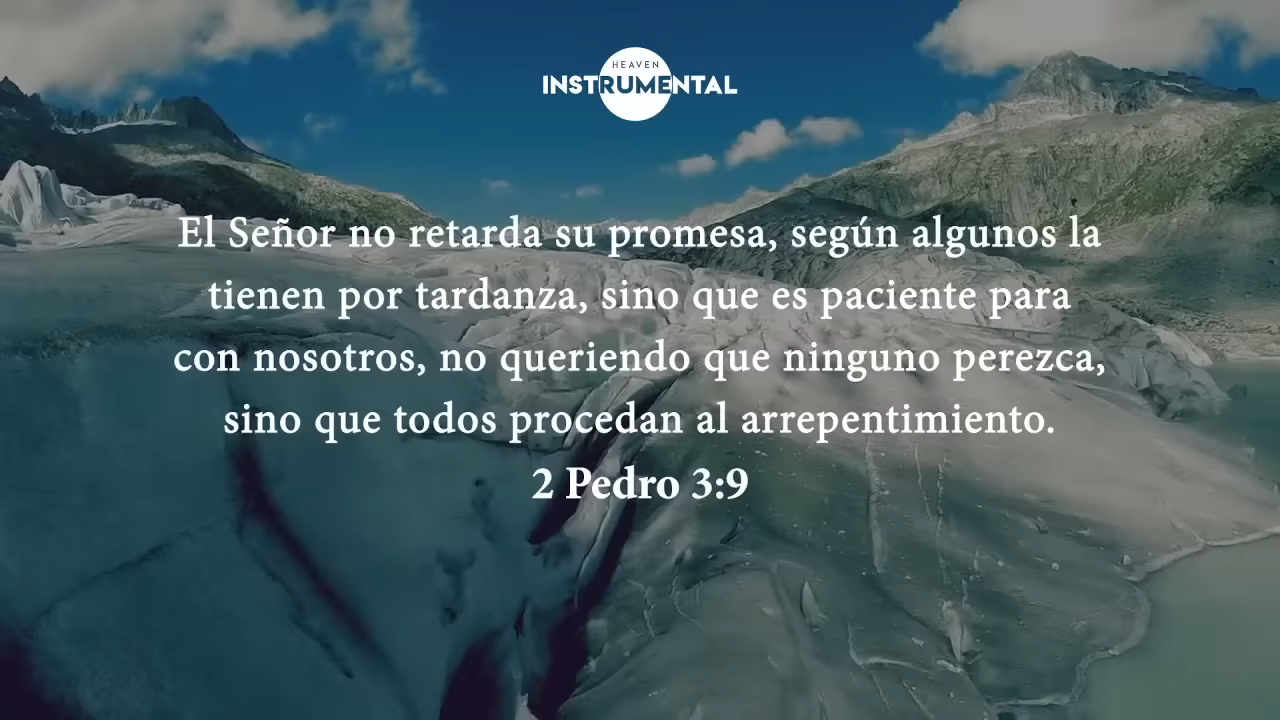 HEAVEN
INSTRUMENTAL
El Señor no retarda su promesa, según algunos la
tienen por tardanza, sino que es paciente para
con nosotros, no queriendo que ninguno perezca,
sino que todos procedan al arrepentimiento.
2 Pedro 3:9